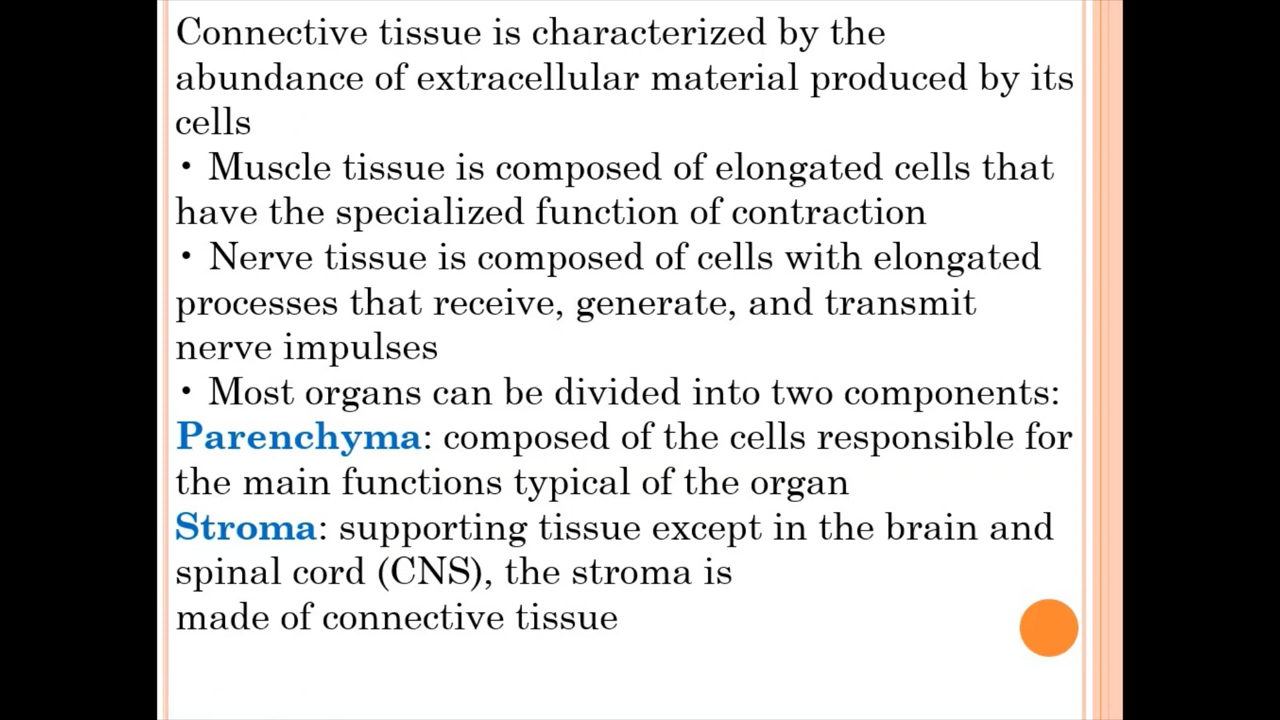 Connective tissue is characterized by the
abundance of extracellular material produced by its
cells
• Muscle tissue is composed of elongated cells that
have the specialized function of contraction
• Nerve tissue is composed of cells with elongated
processes that receive, generate, and transmit
nerve impulses
• Most organs can be divided into two components:
Parenchyma: composed of the cells responsible for
the main functions typical of the organ
Stroma: supporting tissue except in the brain and
spinal cord (CNS), the stroma is
made of connective tissue